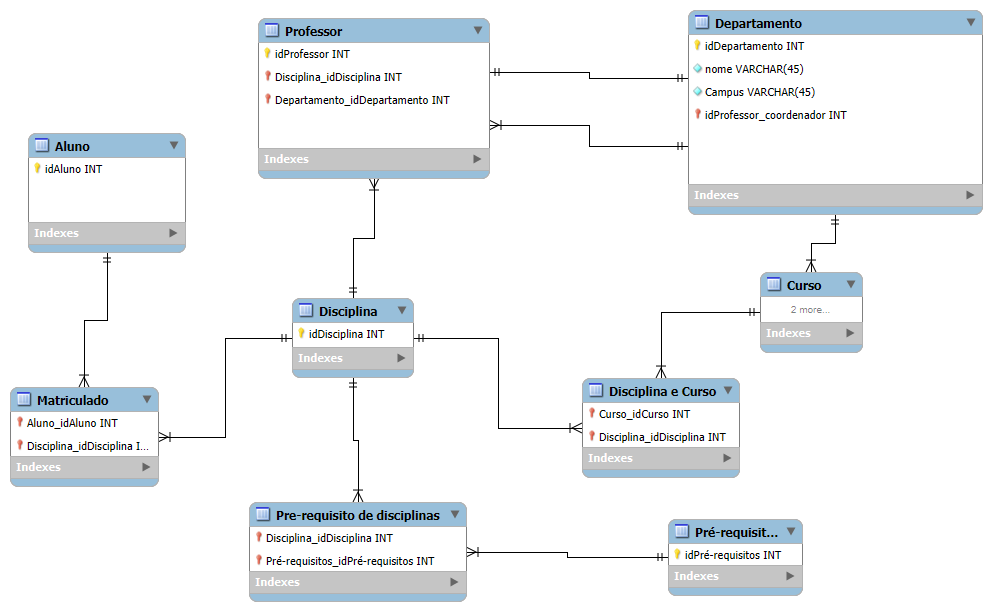 Professor
idProfessor INT
Disciplina_idDisciplina INT
Departamento_idDepartamento INT
Indexes
Departamento
idDepartamento INT
nome VARCHAR(45)
Campus VARCHAR(45)
idProfessor_coordenador INT
Indexes
Aluno
idAluno INT
Indexes
Curso
2 more...
Indexes
Disciplina
idDisciplina INT
Indexes
Matriculado
Aluno_idAluno INT
Disciplina_idDisciplina I...
Indexes
Disciplina e Curso
Curso_idCurso INT
Disciplina_idDisciplina INT
Indexes
Pre-requisito de disciplinas
Disciplina_idDisciplina INT
Pré-requisitos_idPré-requisitos INT
Indexes
Pré-requisit...
idPré-requisitos INT
Indexes